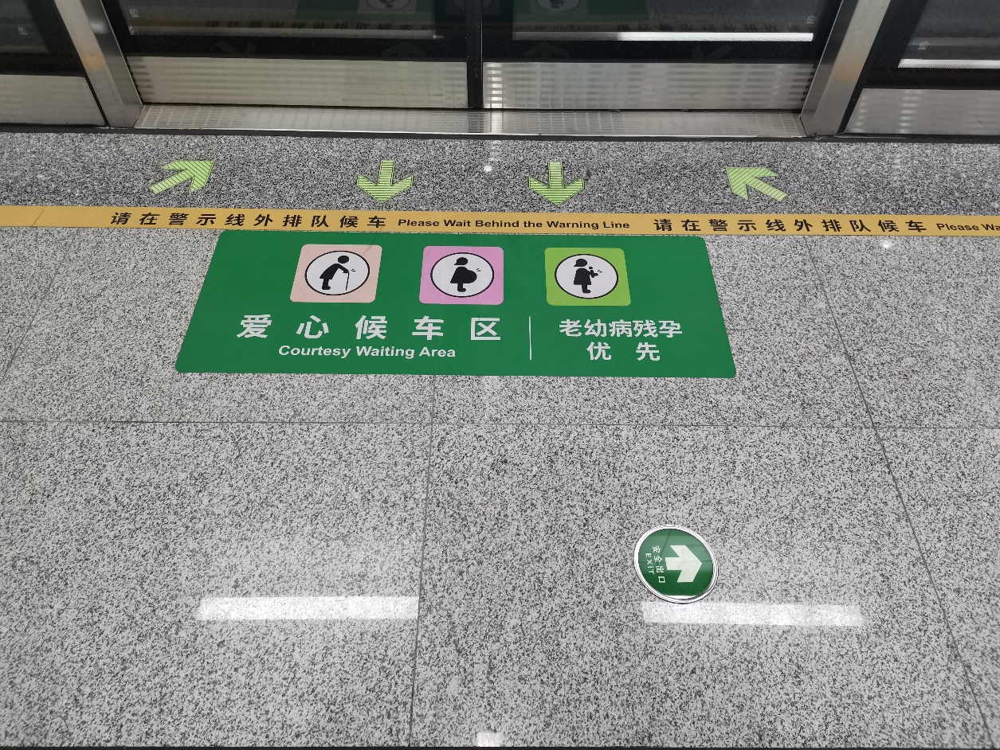 请在警示线外排队候车 Please Wait Behind the Warning Line 请在警示线外排队候车 Please Wa
爱心候车区
Courtesy Waiting Area
老幼病残孕
优先
安全出口
EXIT